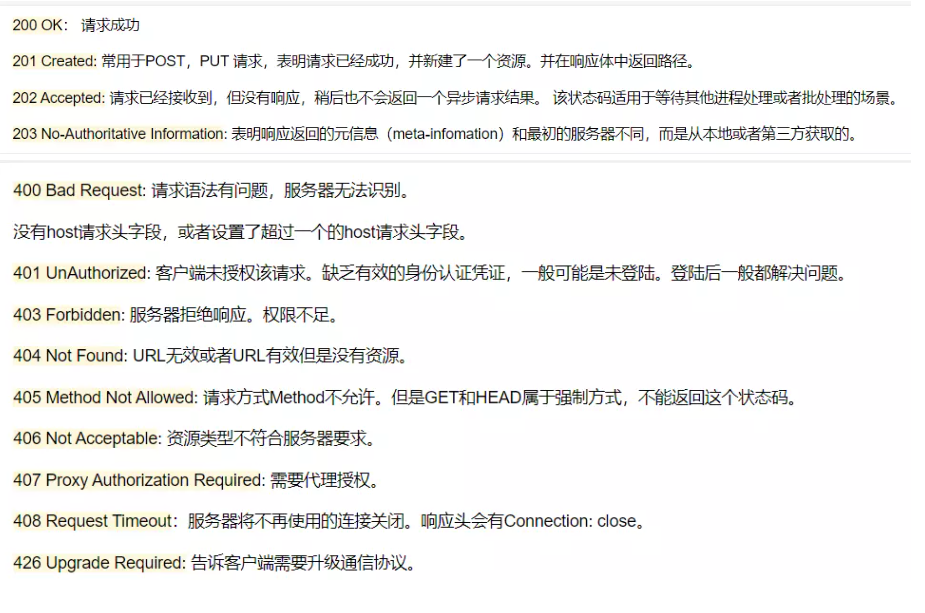 200 OK： 请求成功
201 Created: 常用于POST，PUT 请求，表明请求已经成功，并新建了一个资源。并在响应体中返回路径。
202 Accepted: 请求已经接收到，但没有响应，稍后也不会返回一个异步请求结果。 该状态码适用于等待其他进程处理或者批处理的场景。
203 No-Authoritative Information: 表明响应返回的元信息（meta-infomation）和最初的服务器不同，而是从本地或者第三方获取的。
400 Bad Request: 请求语法有问题，服务器无法识别。
没有host请求头字段，或者设置了超过一个的host请求头字段。
401 UnAuthorized: 客户端未授权该请求。缺乏有效的身份认证凭证，一般可能是未登陆。登陆后一般都解决问题。
403 Forbidden: 服务器拒绝响应。权限不足。
404 Not Found: URL无效或者URL有效但是没有资源。
405 Method Not Allowed: 请求方式Method不允许。但是GET和HEAD属于强制方式，不能返回这个状态码。
406 Not Acceptable: 资源类型不符合服务器要求。
407 Proxy Authorization Required: 需要代理授权。
408 Request Timeout：服务器将不再使用的连接关闭。响应头会有Connection: close。
426 Upgrade Required: 告诉客户端需要升级通信协议。